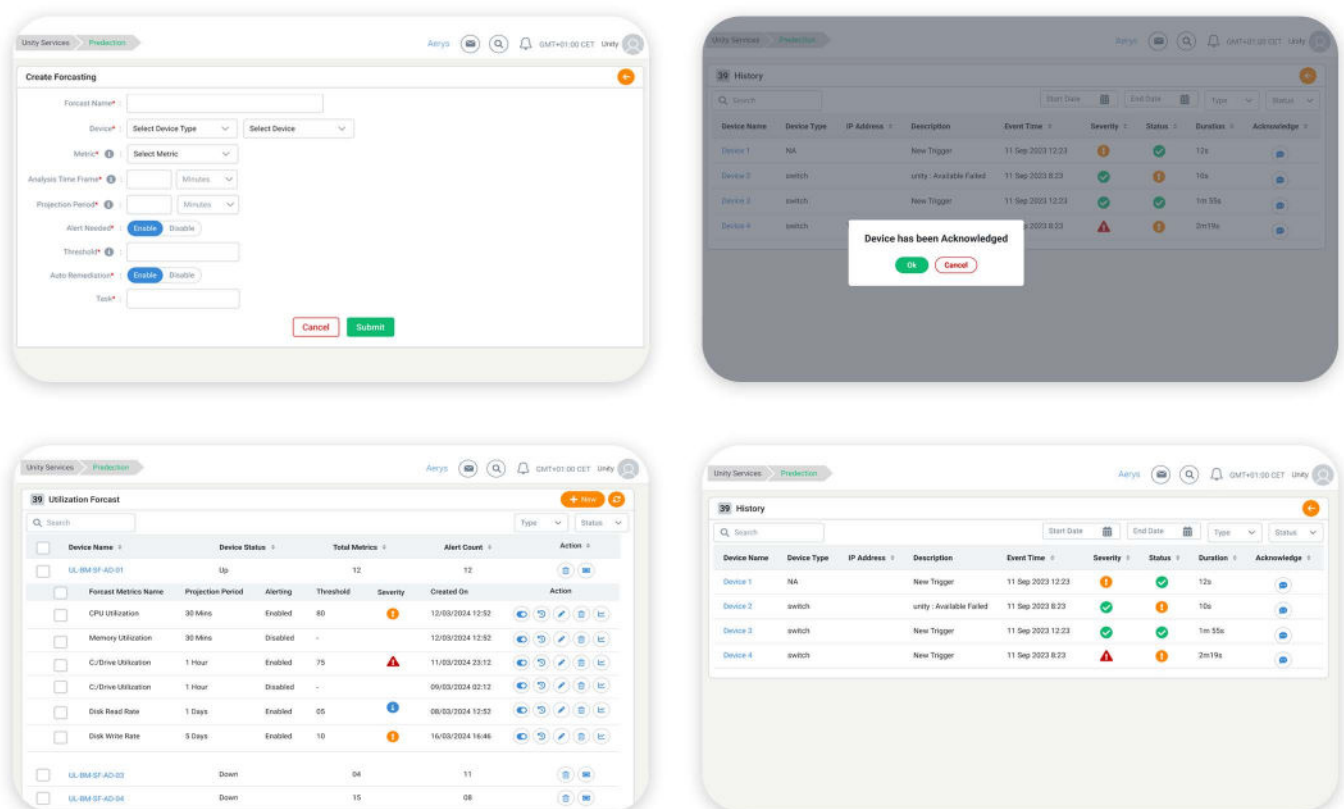 Unity Services Predection Aerys GMT+01:00 CET Unity
Create Forcasting
Forcast Name* :
Device* : Select Device Type Select Device
Metric* : Select Metric
Analysis Time Frame* : Minutes
Projection Period* : Minutes
Alert Needed* : Enable Disable
Threshold* :
Auto Remediation* : Enable Disable
Task* :
Cancel Submit
Unity Services Predection Aerys GMT+01:00 CET Unity
39 History
Search Start Date End Date Type Status
Device Name Device Type IP Address Description Event Time Severity Status Duration Acknowledge
Device 1 NA New Trigger 11 Sep 2023 12:23 12s
Device 2 switch unity : Available Failed 11 Sep 2023 8:23 10s
Device 3 switch New Trigger 11 Sep 2023 12:23 1m 55s
Device 4 switch 2023 8:23 2m19s
Device has been Acknowledged
Ok Cancel
Unity Services Predection Aerys GMT+01:00 CET Unity
39 Utilization Forcast + New
Search Type Status
Device Name Device Status Total Metrics Alert Count Action
UL-BM-SF-AD-01 Up 12 12
Forcast Metrics Name Projection Period Alerting Threshold Severity Created On Action
CPU Utilization 30 Mins Enabled 80 12/03/2024 12:52
Memory Utilization 30 Mins Disabled - 12/03/2024 12:52
C:/Drive Utilization 1 Hour Enabled 75 11/03/2024 23:12
C:/Drive Utilization 1 Hour Disabled - 09/03/2024 02:12
Disk Read Rate 1 Days Enabled 05 08/03/2024 12:52
Disk Write Rate 5 Days Enabled 10 16/03/2024 16:46
UL-BM-SF-AD-03 Down 04 11
UL-BM-SF-AD-04 Down 15 08
Unity Services Predection Aerys GMT+01:00 CET Unity
39 History
Search Start Date End Date Type Status
Device Name Device Type IP Address Description Event Time Severity Status Duration Acknowledge
Device 1 NA New Trigger 11 Sep 2023 12:23 12s
Device 2 switch unity : Available Failed 11 Sep 2023 8:23 10s
Device 3 switch New Trigger 11 Sep 2023 12:23 1m 55s
Device 4 switch New Trigger 11 Sep 2023 8:23 2m19s